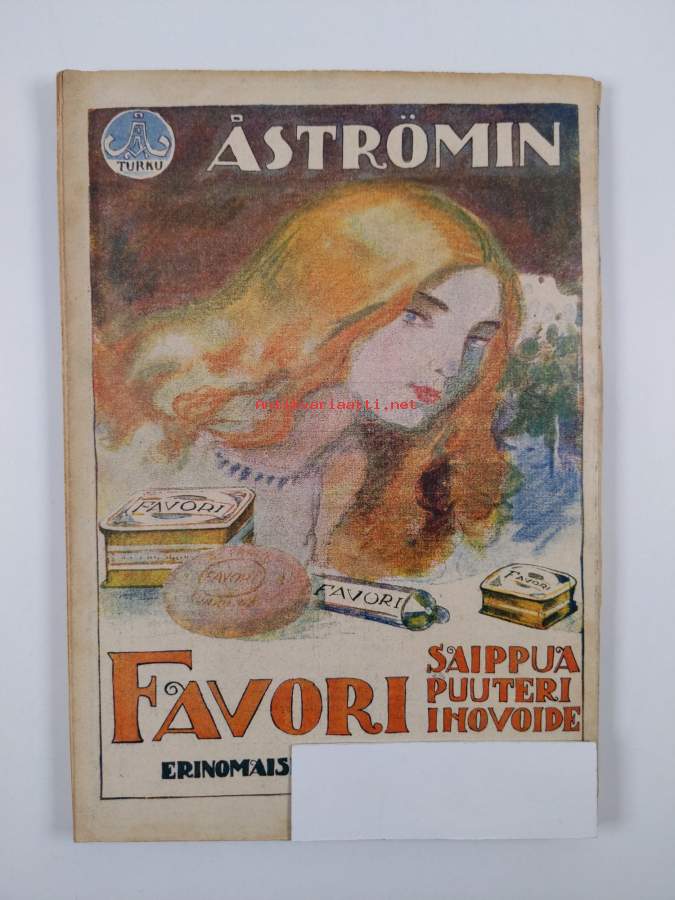 TURKU
ÅSTRÖMIN
antikvariaatti.net
FAVORI
FAVORI
FAVORI
FAVORI
FAVORI
SAIPPUA
PUUTERI
IHOVOIDE
ERINOMAIS